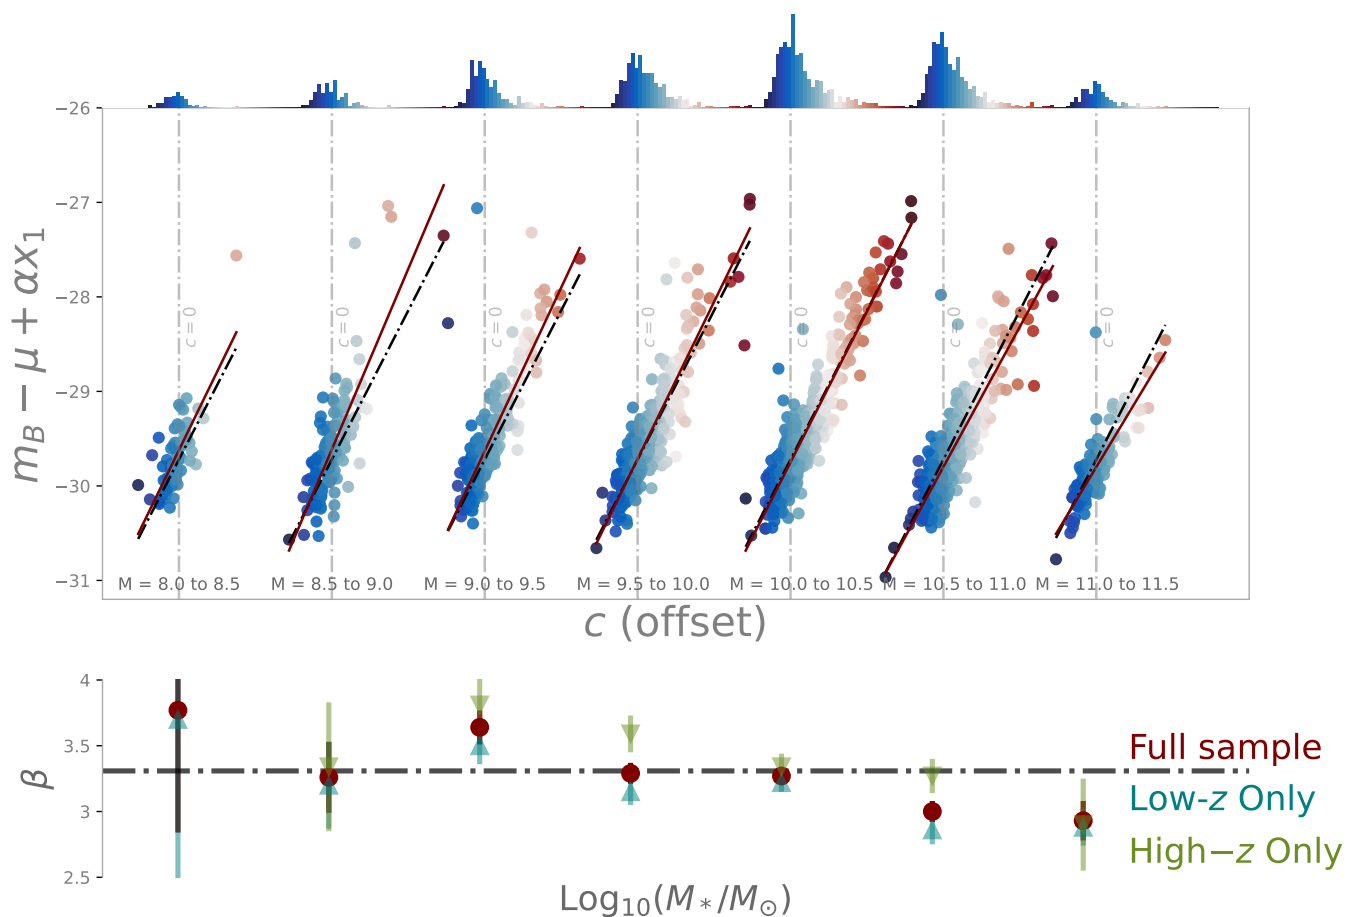 −26
−27
−28
−29
−30
−31
m_B − μ + αx_1
c = 0
c = 0
c = 0
c = 0
c = 0
c = 0
c = 0
M = 8.0 to 8.5
M = 8.5 to 9.0
M = 9.0 to 9.5
M = 9.5 to 10.0
M = 10.0 to 10.5
M = 10.5 to 11.0
M = 11.0 to 11.5
c (offset)
4
3.5
3
2.5
β
Full sample
Low-z Only
High−z Only
Log₁₀(M_*/M_⊙)